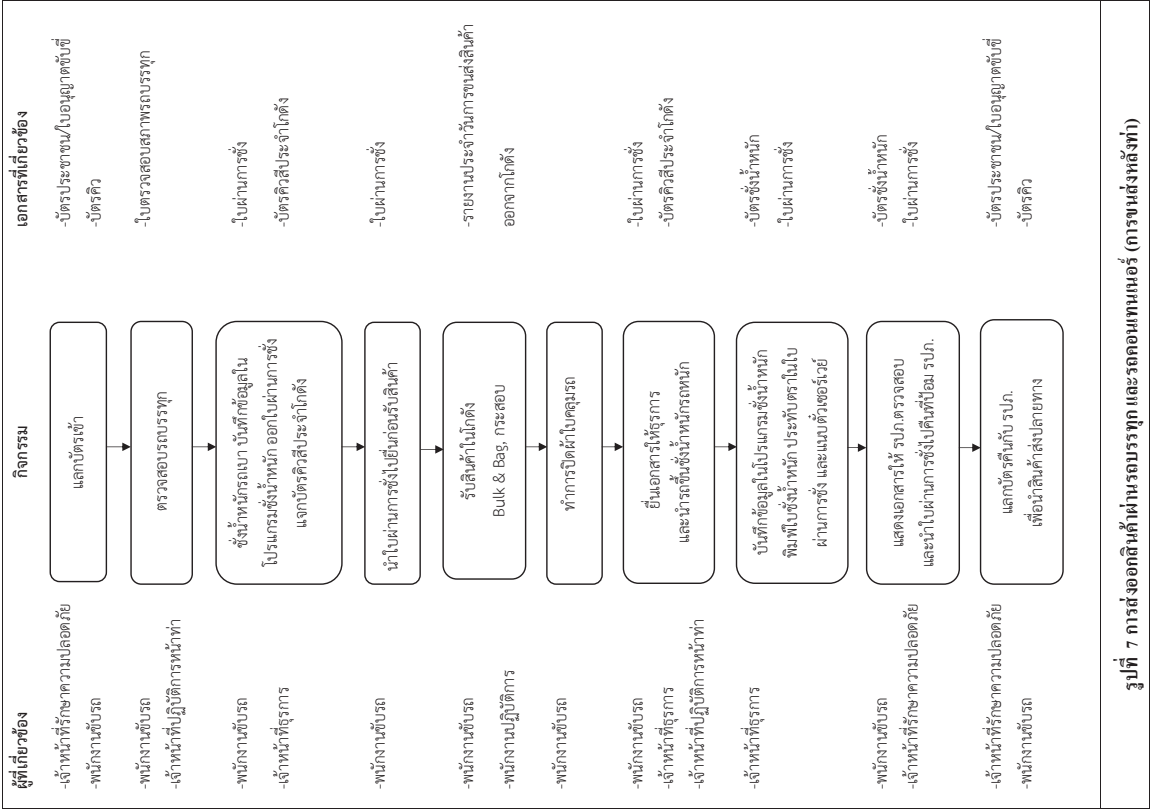 ผู้ที่เกี่ยวข้อง
กิจกรรม
เอกสารที่เกี่ยวข้อง
-เจ้าหน้าที่รักษาความปลอดภัย
-พนักงานขับรถ
แลกบัตรเข้า
-บัตรประชาชน/ใบอนุญาตขับขี่
-บัตรคิว
-พนักงานขับรถ
-เจ้าหน้าที่ปฏิบัติการหน้าท่า
ตรวจสอบรถบรรทุก
-ใบตรวจสอบสภาพรถบรรทุก
-พนักงานขับรถ
-เจ้าหน้าที่ธุรการ
ชั่งน้ำหนักรถเบา บันทึกข้อมูลใน
โปรแกรมชั่งน้ำหนัก ออกใบผ่านการชั่ง
แจกบัตรคิวสีประจำโกดัง
-ใบผ่านการชั่ง
-บัตรคิวสีประจำโกดัง
-พนักงานขับรถ
นำใบผ่านการชั่งไปยื่นก่อนรับสินค้า
-ใบผ่านการชั่ง
-พนักงานขับรถ
-พนักงานปฏิบัติการ
รับสินค้าในโกดัง
Bulk & Bag, กระสอบ
-รายงานประจำวันการขนส่งสินค้า
ออกจากโกดัง
-พนักงานขับรถ
ทำการปิดผ้าใบคลุมรถ
-พนักงานขับรถ
-เจ้าหน้าที่ธุรการ
-เจ้าหน้าที่ปฏิบัติการหน้าท่า
ยื่นเอกสารให้ธุรการ
และนำรถขึ้นชั่งน้ำหนักรถหนัก
-ใบผ่านการชั่ง
-บัตรคิวสีประจำโกดัง
-เจ้าหน้าที่ธุรการ
บันทึกข้อมูลในโปรแกรมชั่งน้ำหนัก
พิมพ์ใบชั่งน้ำหนัก ประทับตราในใบ
ผ่านการชั่ง และแนบตั๋วเซอร์เวย์
-บัตรชั่งน้ำหนัก
-ใบผ่านการชั่ง
-พนักงานขับรถ
-เจ้าหน้าที่รักษาความปลอดภัย
แสดงเอกสารให้ รปภ.ตรวจสอบ
และนำใบผ่านการชั่งไปคืนที่ป้อม รปภ.
-บัตรชั่งน้ำหนัก
-ใบผ่านการชั่ง
-เจ้าหน้าที่รักษาความปลอดภัย
-พนักงานขับรถ
แลกบัตรคืนกับ รปภ.
เพื่อนำสินค้าส่งปลายทาง
-บัตรประชาชน/ใบอนุญาตขับขี่
-บัตรคิว
รูปที่ 7 การส่งออกสินค้าผ่านรถบรรทุก และรถคอนเทนเนอร์ (การขนส่งหลังท่า)